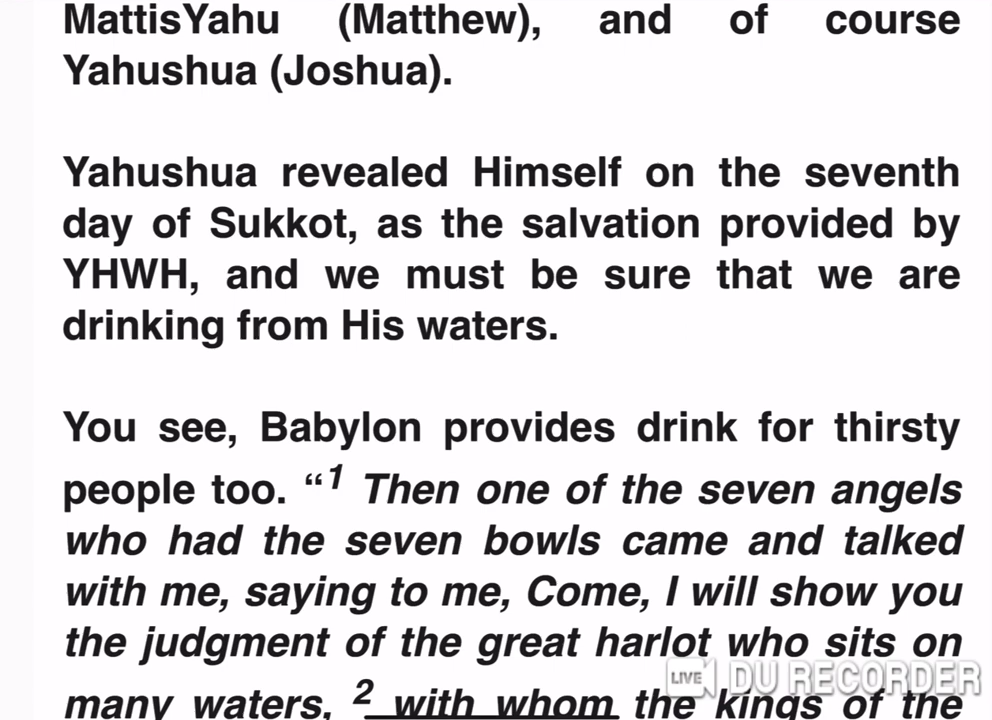 MattisYahu (Matthew), and of course
Yahushua (Joshua).
Yahushua revealed Himself on the seventh
day of Sukkot, as the salvation provided by
YHWH, and we must be sure that we are
drinking from His waters.
You see, Babylon provides drink for thirsty
people too. “1 Then one of the seven angels
who had the seven bowls came and talked
with me, saying to me, Come, I will show you
the judgment of the great harlot who sits on
many waters, 2 with whom the kings of the
LIVE DU RECORDER